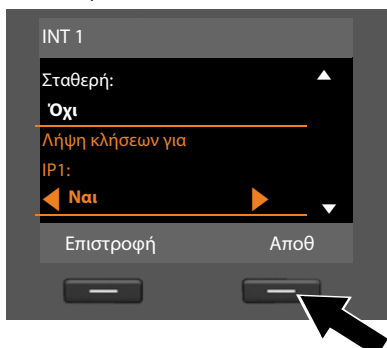 INT 1
Σταθερή:
Όχι
Λήψη κλήσεων για
IP1:
Ναι
Επιστροφή Αποθ